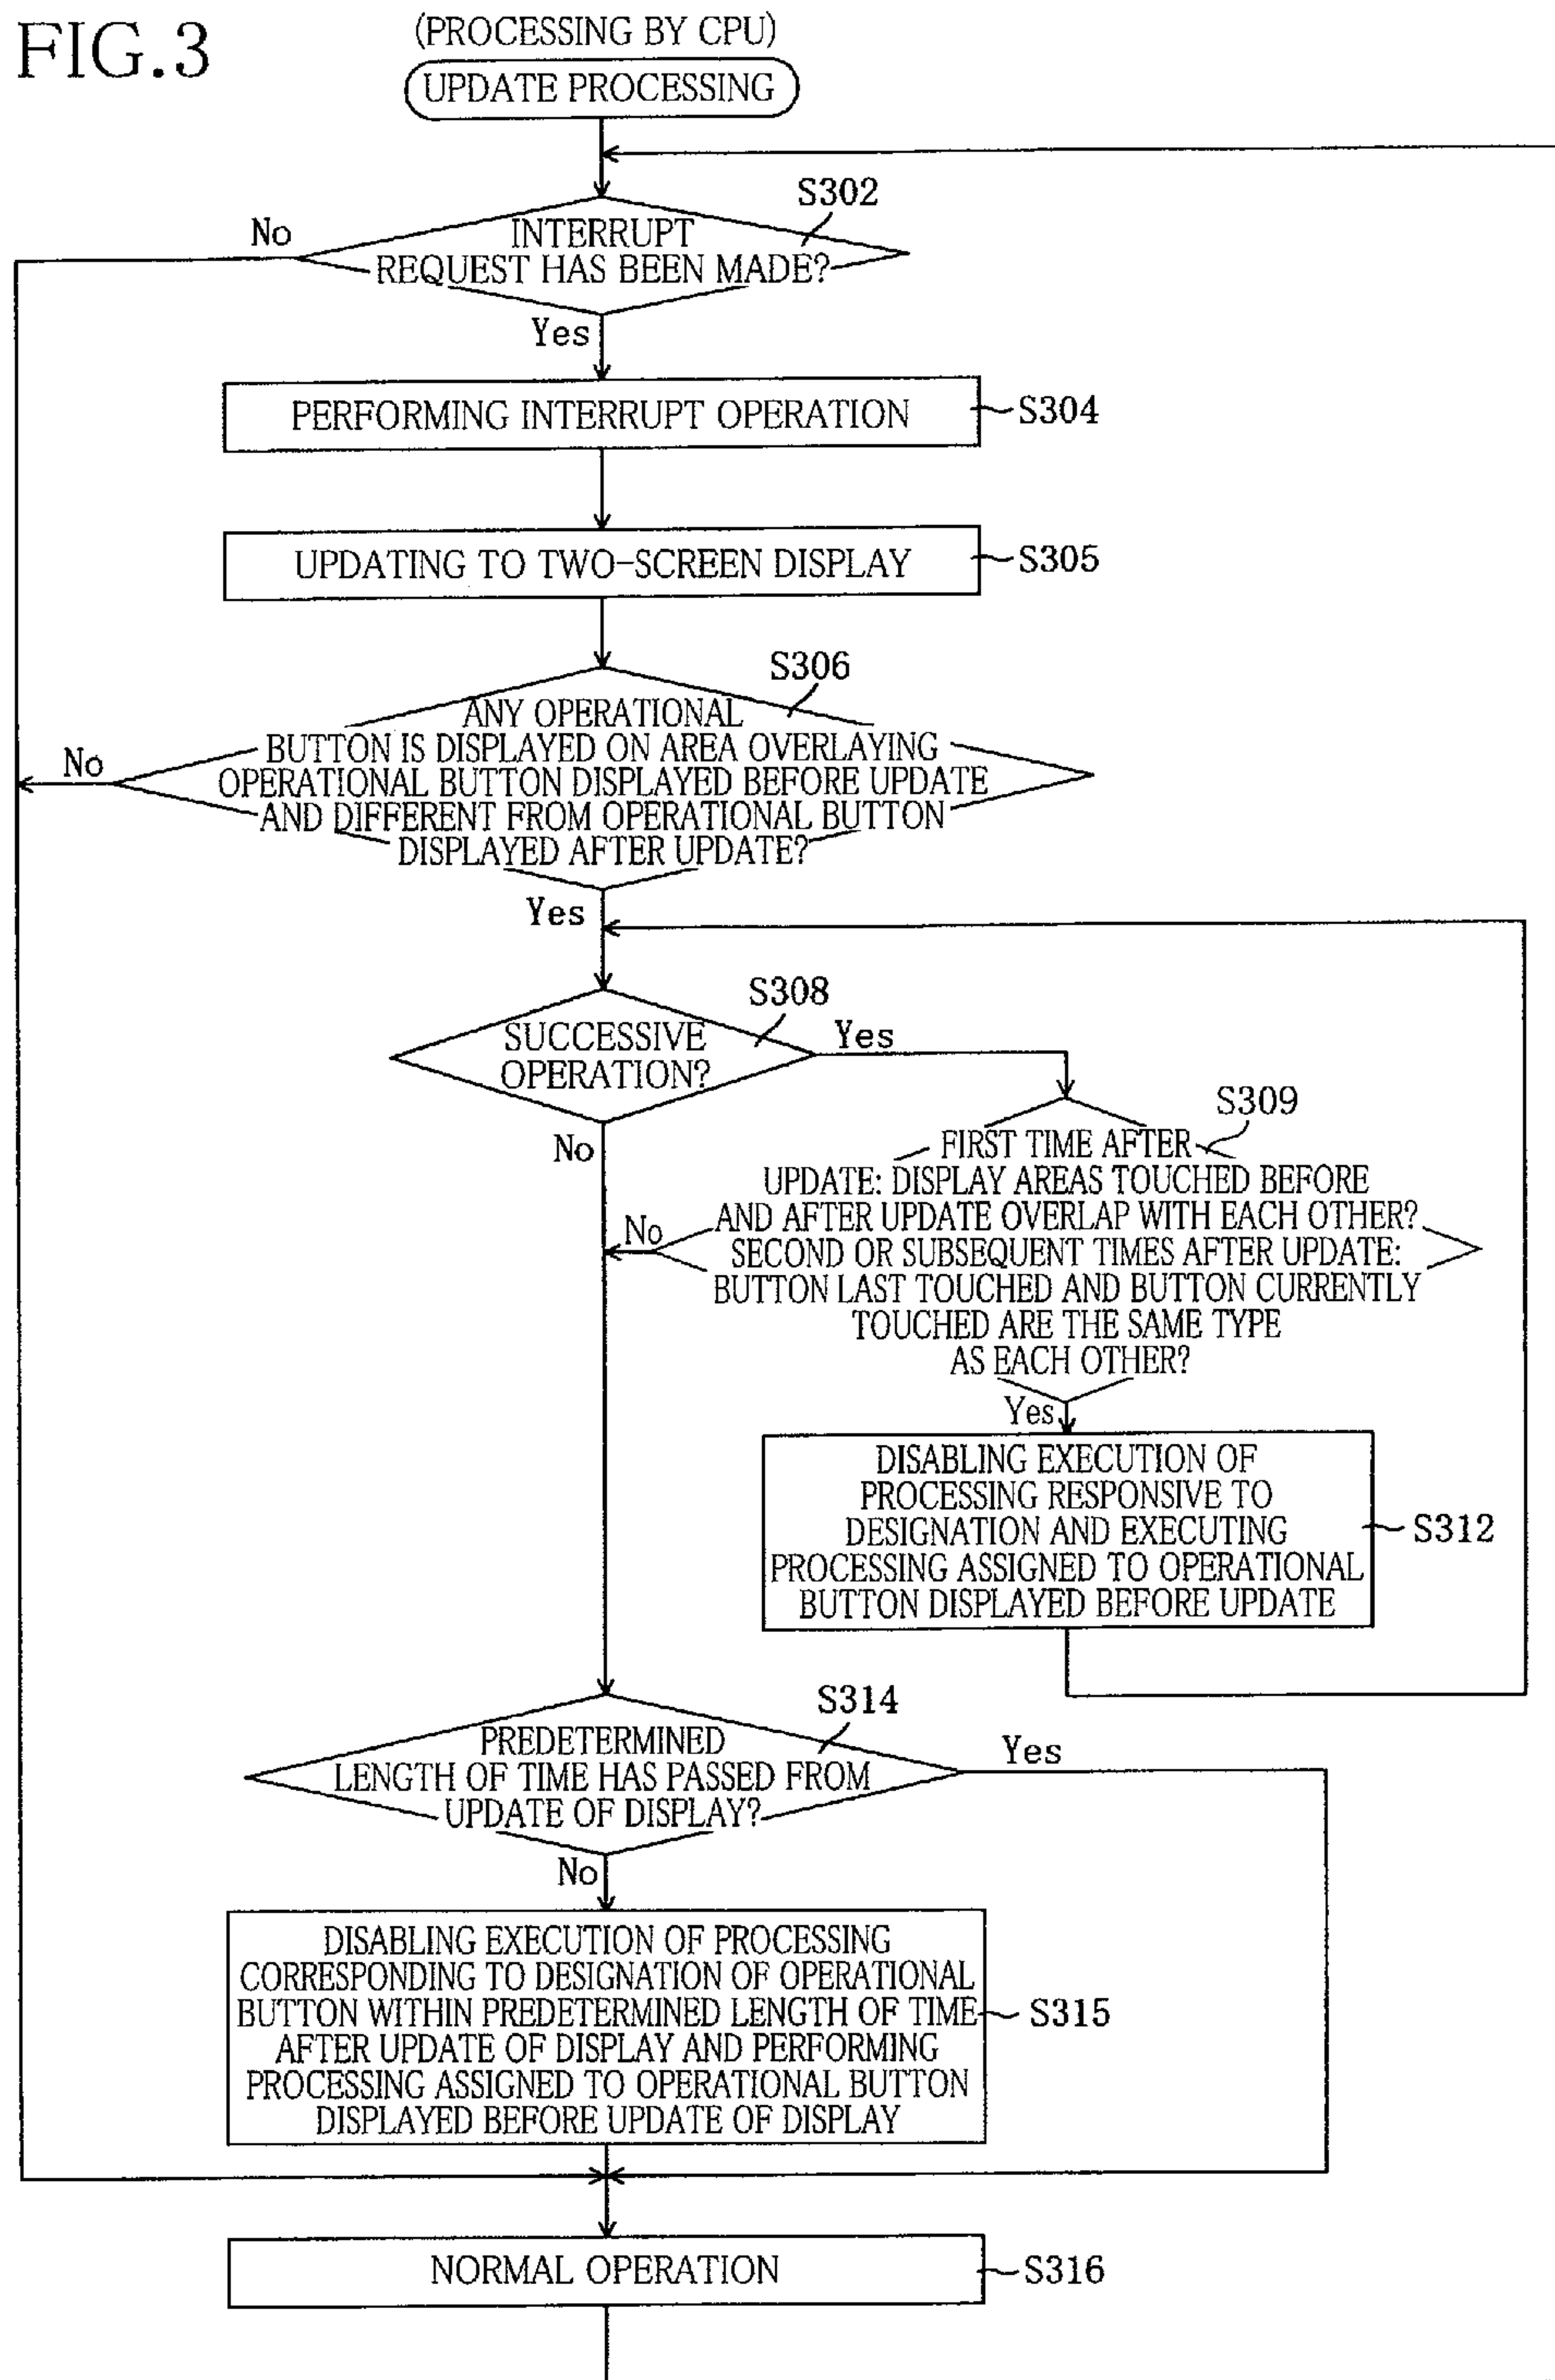 FIG.3
(PROCESSING BY CPU)
UPDATE PROCESSING
S302
No
INTERRUPT
REQUEST HAS BEEN MADE?
Yes
PERFORMING INTERRUPT OPERATION
S304
UPDATING TO TWO-SCREEN DISPLAY
S305
S306
No
ANY OPERATIONAL
BUTTON IS DISPLAYED ON AREA OVERLAYING
OPERATIONAL BUTTON DISPLAYED BEFORE UPDATE
AND DIFFERENT FROM OPERATIONAL BUTTON
DISPLAYED AFTER UPDATE?
Yes
S308
SUCCESSIVE
OPERATION?
Yes
No
S309
FIRST TIME AFTER
UPDATE: DISPLAY AREAS TOUCHED BEFORE
AND AFTER UPDATE OVERLAP WITH EACH OTHER?
SECOND OR SUBSEQUENT TIMES AFTER UPDATE:
BUTTON LAST TOUCHED AND BUTTON CURRENTLY
TOUCHED ARE THE SAME TYPE
AS EACH OTHER?
No
Yes
DISABLING EXECUTION OF
PROCESSING RESPONSIVE TO
DESIGNATION AND EXECUTING
PROCESSING ASSIGNED TO OPERATIONAL
BUTTON DISPLAYED BEFORE UPDATE
S312
S314
PREDETERMINED
LENGTH OF TIME HAS PASSED FROM
UPDATE OF DISPLAY?
Yes
No
DISABLING EXECUTION OF PROCESSING
CORRESPONDING TO DESIGNATION OF OPERATIONAL
BUTTON WITHIN PREDETERMINED LENGTH OF TIME
AFTER UPDATE OF DISPLAY AND PERFORMING
PROCESSING ASSIGNED TO OPERATIONAL BUTTON
DISPLAYED BEFORE UPDATE OF DISPLAY
S315
NORMAL OPERATION
S316